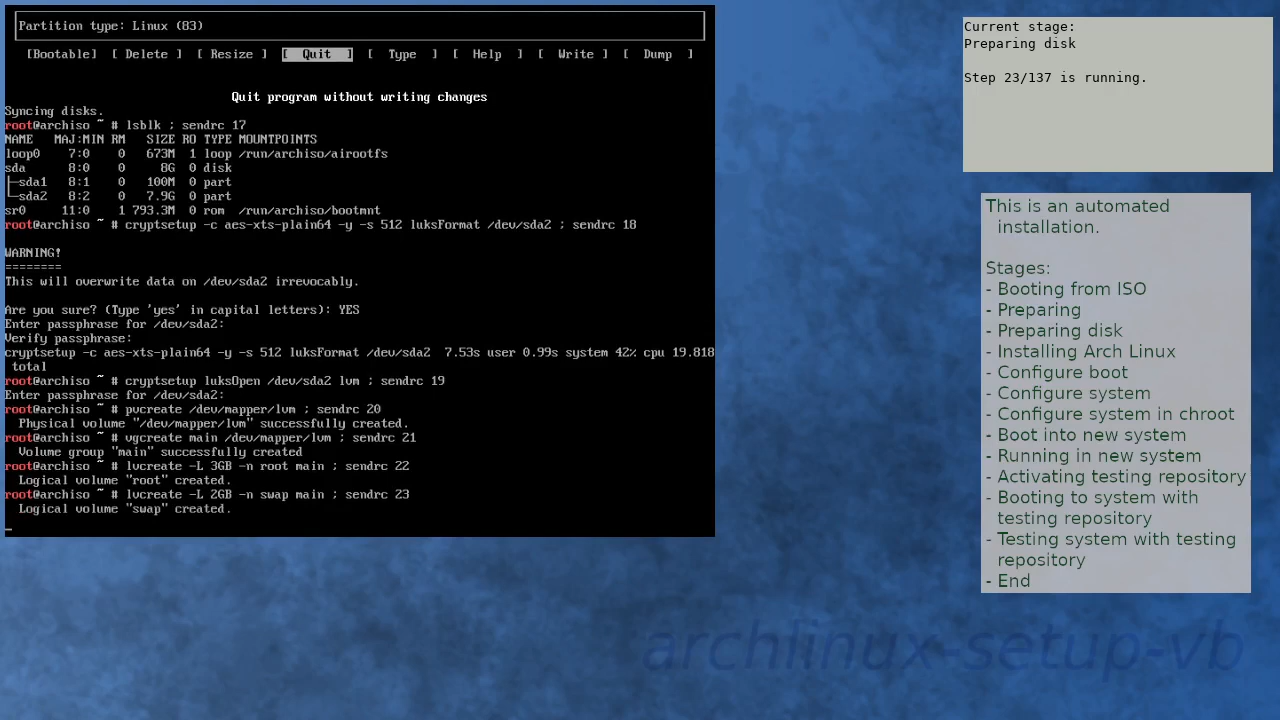 Partition type: Linux (83)
[Bootable] [ Delete ] [ Resize ] [ Quit ] [ Type ] [ Help ] [ Write ] [ Dump ]
Quit program without writing changes
Syncing disks.
root@archiso ~ # lsblk ; sendrc 17
NAME MAJ:MIN RM SIZE RO TYPE MOUNTPOINTS
loop0 7:0 0 673M 1 loop /run/archiso/airootfs
sda 8:0 0 8G 0 disk
├─sda1 8:1 0 100M 0 part
└─sda2 8:2 0 7.9G 0 part
sr0 11:0 1 793.3M 0 rom /run/archiso/bootmnt
root@archiso ~ # cryptsetup -c aes-xts-plain64 -y -s 512 luksFormat /dev/sda2 ; sendrc 18
WARNING!
========
This will overwrite data on /dev/sda2 irrevocably.
Are you sure? (Type 'yes' in capital letters): YES
Enter passphrase for /dev/sda2:
Verify passphrase:
cryptsetup -c aes-xts-plain64 -y -s 512 luksFormat /dev/sda2 7.53s user 0.99s system 42% cpu 19.818
total
root@archiso ~ # cryptsetup luksOpen /dev/sda2 lvm ; sendrc 19
Enter passphrase for /dev/sda2:
root@archiso ~ # pvcreate /dev/mapper/lvm ; sendrc 20
Physical volume "/dev/mapper/lvm" successfully created.
root@archiso ~ # vgcreate main /dev/mapper/lvm ; sendrc 21
Volume group "main" successfully created
root@archiso ~ # lvcreate -L 3GB -n root main ; sendrc 22
Logical volume "root" created.
root@archiso ~ # lvcreate -L 2GB -n swap main ; sendrc 23
Logical volume "swap" created.
Current stage:
Preparing disk
Step 23/137 is running.
This is an automated
installation.
Stages:
- Booting from ISO
- Preparing
- Preparing disk
- Installing Arch Linux
- Configure boot
- Configure system
- Configure system in chroot
- Boot into new system
- Running in new system
- Activating testing repository
- Booting to system with
testing repository
- Testing system with testing
repository
- End
archlinux-setup-vb